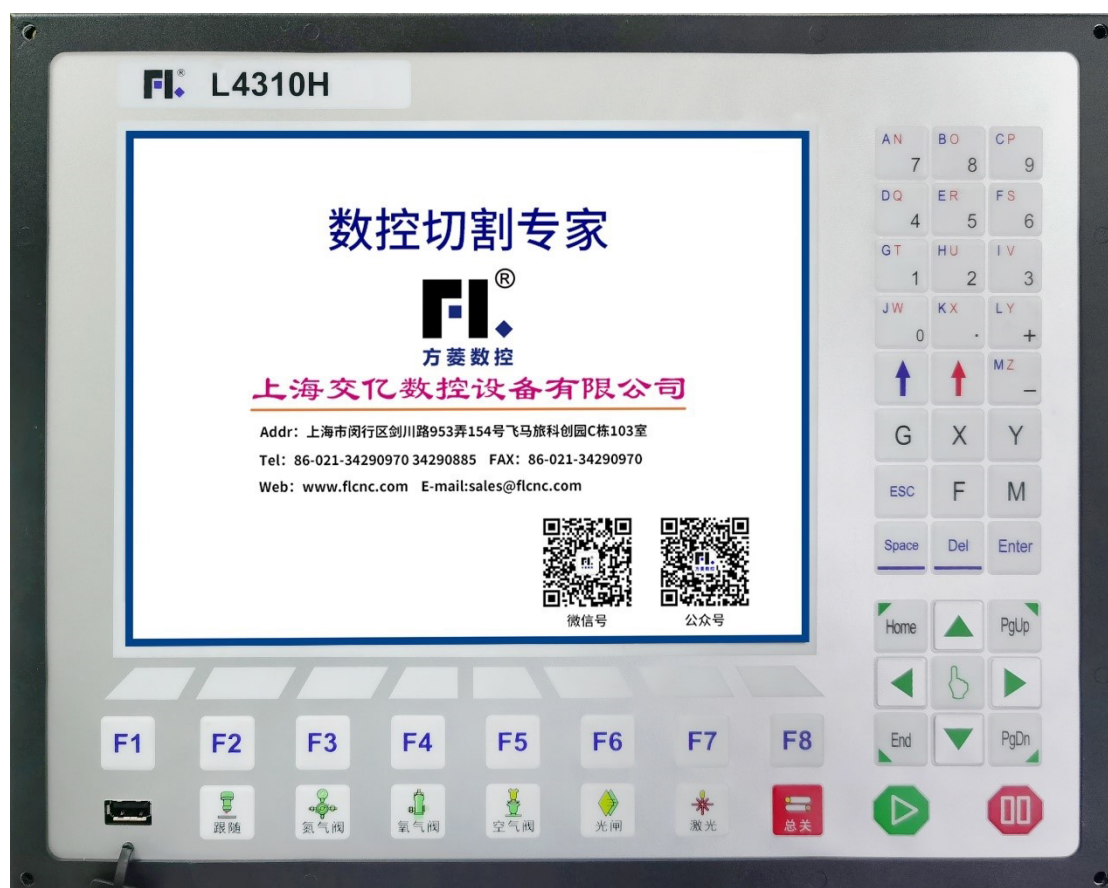 FL® L4310H
数控切割专家
FL®
方菱数控
上海交亿数控设备有限公司
Addr：上海市闵行区剑川路953弄154号飞马旅科创园C栋103室
Tel：86-021-34290970 34290885 FAX：86-021-34290970
Web：www.flcnc.com E-mail:sales@flcnc.com
微信号 公众号
AN 7 BO 8 CP 9
DQ 4 ER 5 FS 6
GT 1 HU 2 IV 3
JW 0 KX . LY +
MZ −
G X Y
ESC F M
Space Del Enter
Home PgUp
End PgDn
F1 F2 F3 F4 F5 F6 F7 F8
跟随 氮气阀 氧气阀 空气阀 光闸 激光 总关